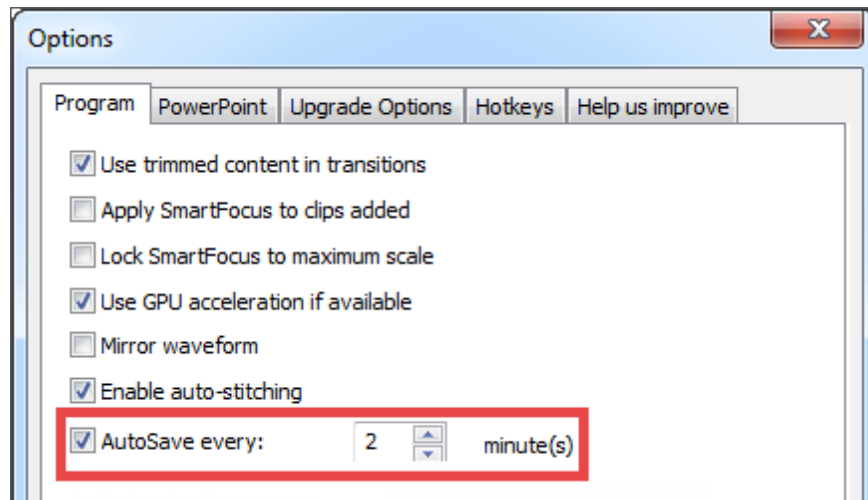 Options
Program PowerPoint Upgrade Options Hotkeys Help us improve
Use trimmed content in transitions
Apply SmartFocus to clips added
Lock SmartFocus to maximum scale
Use GPU acceleration if available
Mirror waveform
Enable auto-stitching
AutoSave every: 2 minute(s)